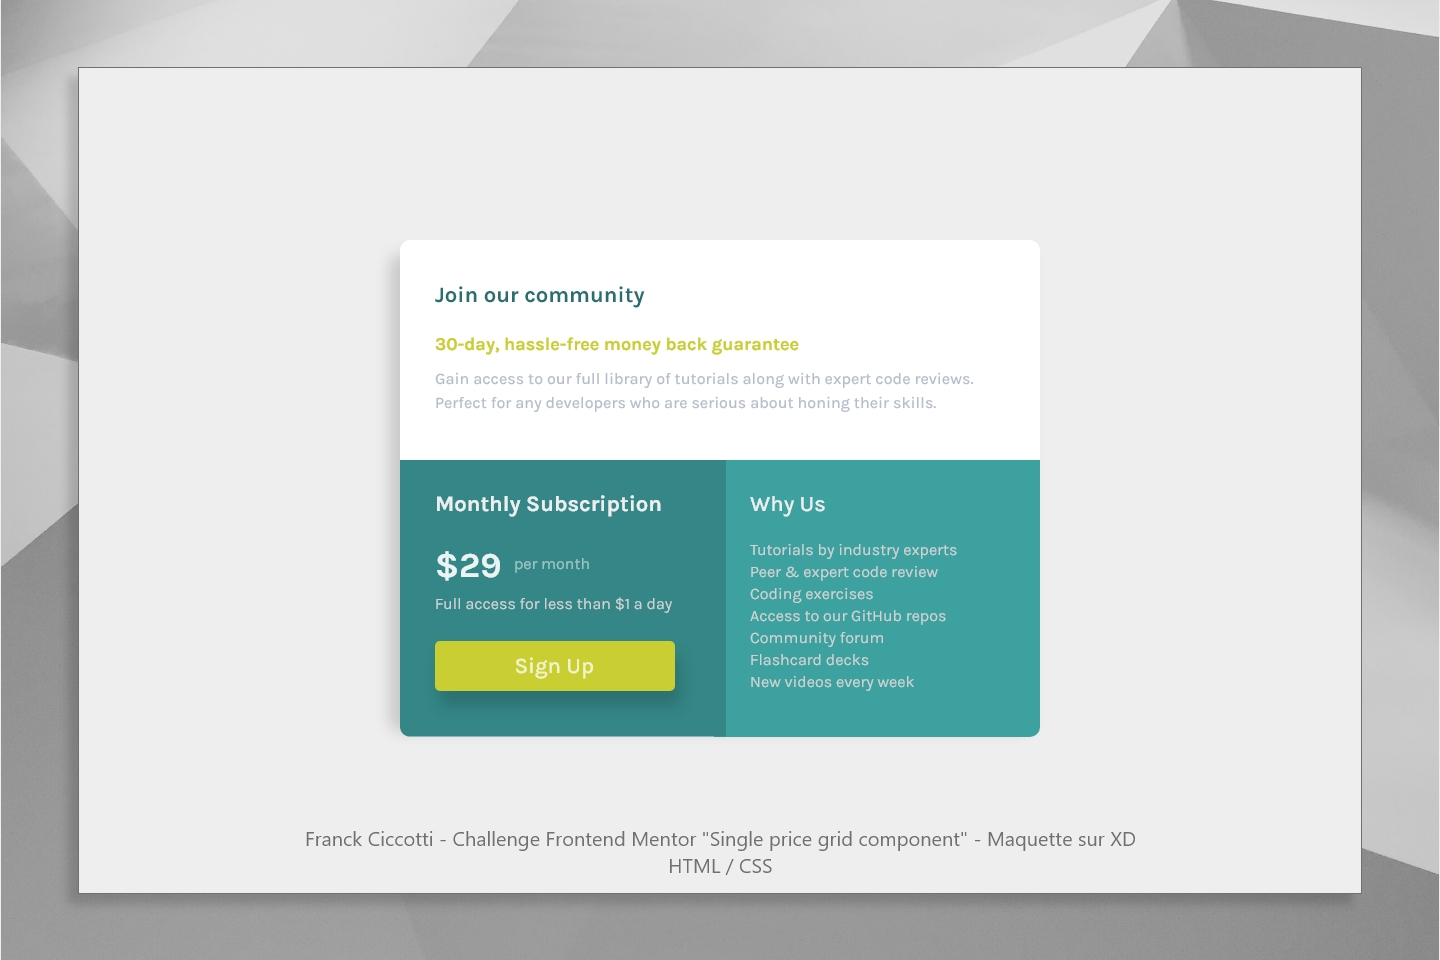 Join our community
30-day, hassle-free money back guarantee
Gain access to our full library of tutorials along with expert code reviews.
Perfect for any developers who are serious about honing their skills.
Monthly Subscription
$29 per month
Full access for less than $1 a day
Sign Up
Why Us
Tutorials by industry experts
Peer & expert code review
Coding exercises
Access to our GitHub repos
Community forum
Flashcard decks
New videos every week
Franck Ciccotti - Challenge Frontend Mentor "Single price grid component" - Maquette sur XD
HTML / CSS